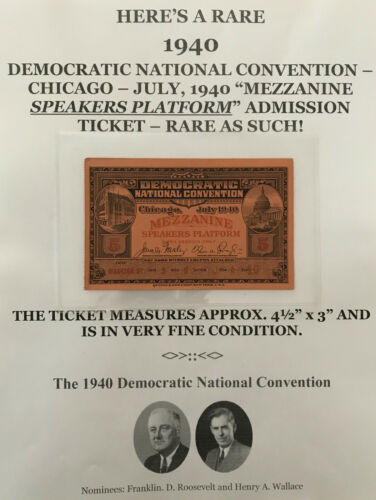 HERE'S A RARE
1940
DEMOCRATIC NATIONAL CONVENTION –
CHICAGO – JULY, 1940 "MEZZANINE
SPEAKERS PLATFORM" ADMISSION
TICKET – RARE AS SUCH!
DEMOCRATIC
NATIONAL CONVENTION
Chicago, July 1940
MEZZANINE
SPEAKERS PLATFORM
5 5
THE TICKET MEASURES APPROX. 4½" x 3" AND
IS IN VERY FINE CONDITION.
<>::<>
The 1940 Democratic National Convention
Nominees: Franklin. D. Roosevelt and Henry A. Wallace